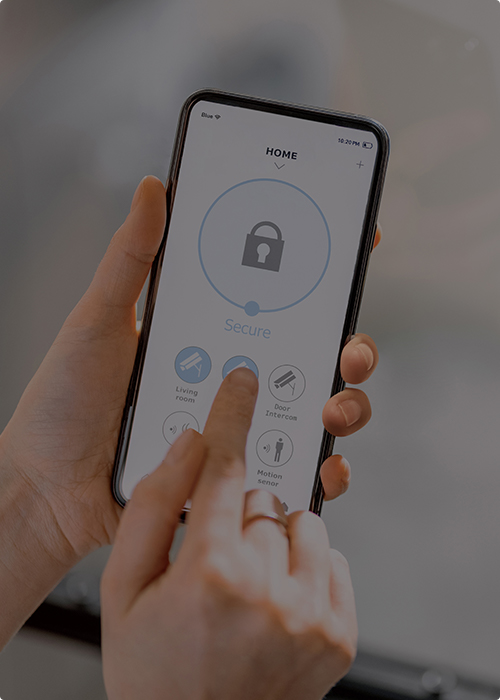 Blue
10:20 PM
HOME
+
Secure
Living
room
Door
Intercom
Motion
senor